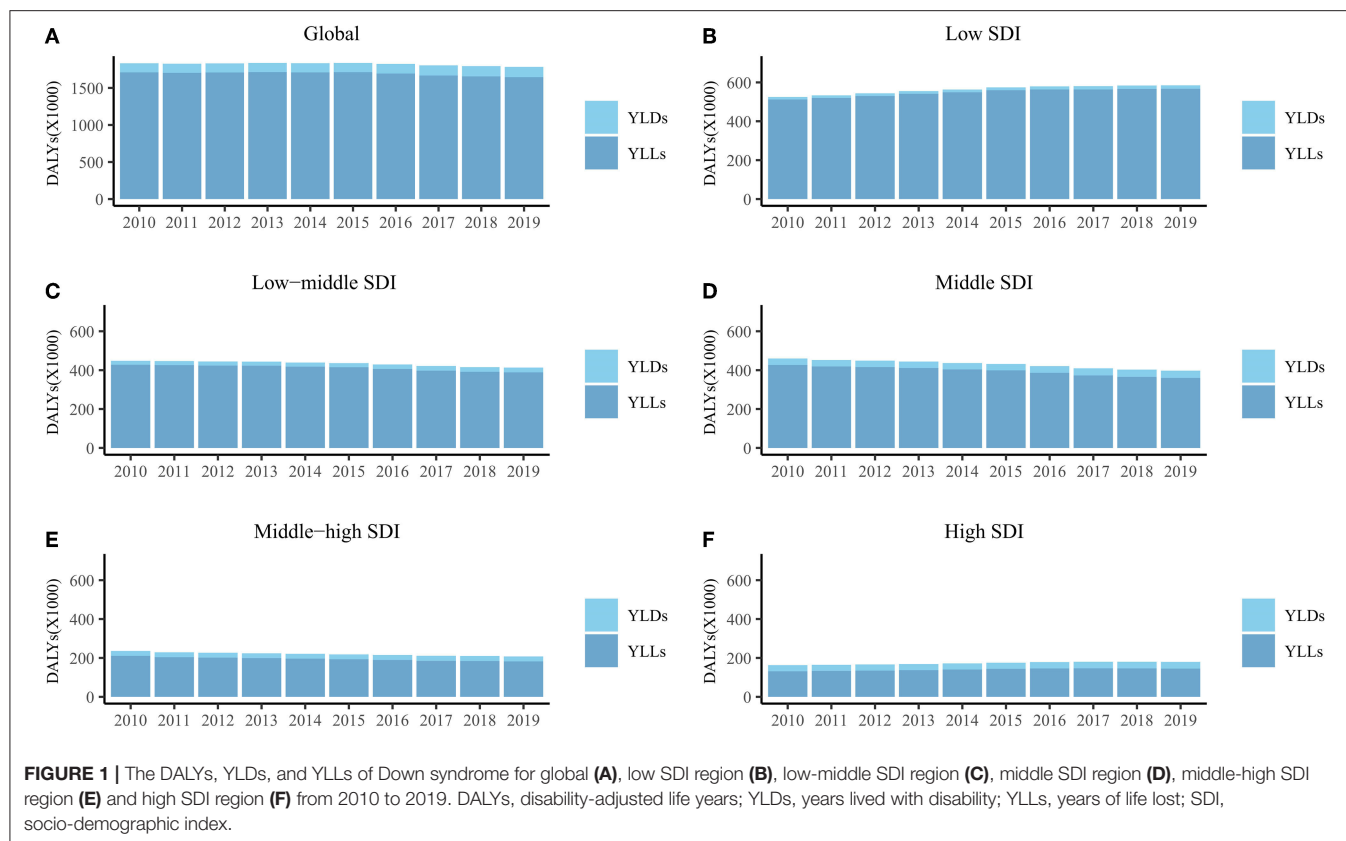 A
Global
DALYs(X1000)
1500
1000
500
0
2010 2011 2012 2013 2014 2015 2016 2017 2018 2019
YLDs
YLLs
B
Low SDI
DALYs(X1000)
600
400
200
0
2010 2011 2012 2013 2014 2015 2016 2017 2018 2019
YLDs
YLLs
C
Low−middle SDI
DALYs(X1000)
600
400
200
0
2010 2011 2012 2013 2014 2015 2016 2017 2018 2019
YLDs
YLLs
D
Middle SDI
DALYs(X1000)
600
400
200
0
2010 2011 2012 2013 2014 2015 2016 2017 2018 2019
YLDs
YLLs
E
Middle−high SDI
DALYs(X1000)
600
400
200
0
2010 2011 2012 2013 2014 2015 2016 2017 2018 2019
YLDs
YLLs
F
High SDI
DALYs(X1000)
600
400
200
0
2010 2011 2012 2013 2014 2015 2016 2017 2018 2019
YLDs
YLLs
FIGURE 1 | The DALYs, YLDs, and YLLs of Down syndrome for global (A), low SDI region (B), low-middle SDI region (C), middle SDI region (D), middle-high SDI
region (E) and high SDI region (F) from 2010 to 2019. DALYs, disability-adjusted life years; YLDs, years lived with disability; YLLs, years of life lost; SDI,
socio-demographic index.